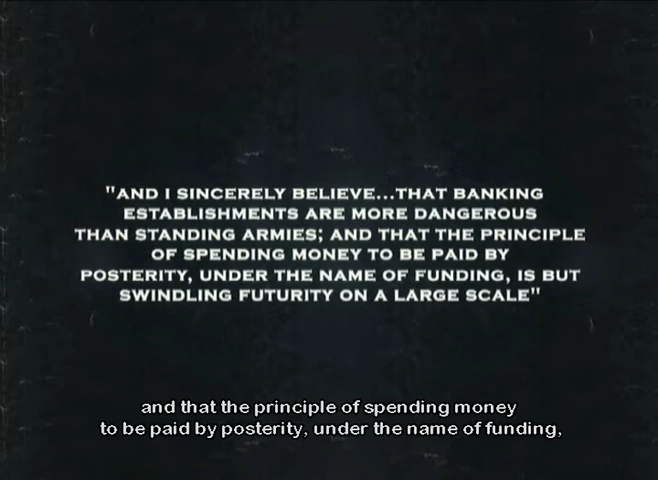 "AND I SINCERELY BELIEVE...THAT BANKING
ESTABLISHMENTS ARE MORE DANGEROUS
THAN STANDING ARMIES; AND THAT THE PRINCIPLE
OF SPENDING MONEY TO BE PAID BY
POSTERITY, UNDER THE NAME OF FUNDING, IS BUT
SWINDLING FUTURITY ON A LARGE SCALE"
and that the principle of spending money
to be paid by posterity, under the name of funding,